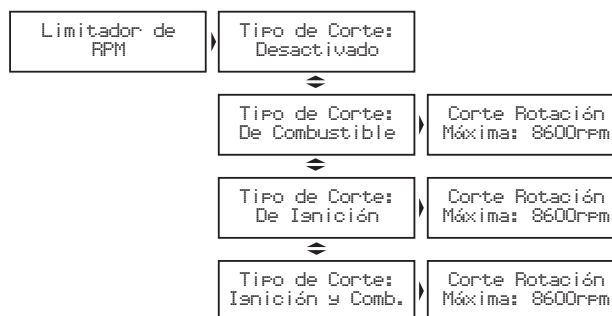 Limitador de
RPM
Tipo de Corte:
Desactivado
Tipo de Corte:
De Combustible
Corte Rotación
Máxima: 8600rpm
Tipo de Corte:
De Ignición
Corte Rotación
Máxima: 8600rpm
Tipo de Corte:
Ignición y Comb.
Corte Rotación
Máxima: 8600rpm